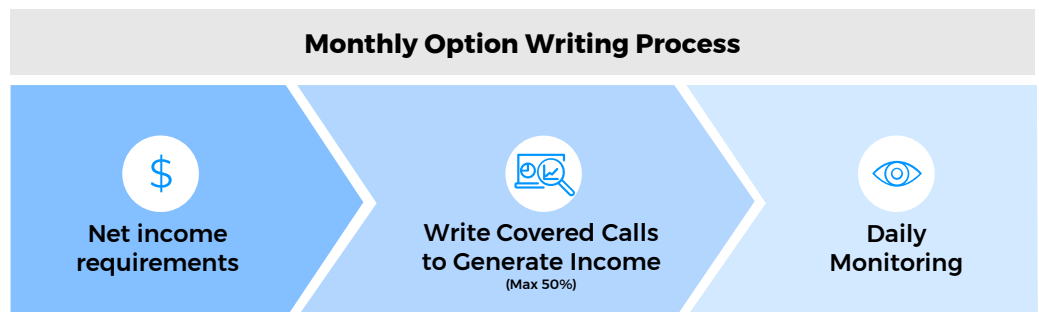 Monthly Option Writing Process
$
Net income
requirements
Write Covered Calls
to Generate Income
(Max 50%)
Daily
Monitoring